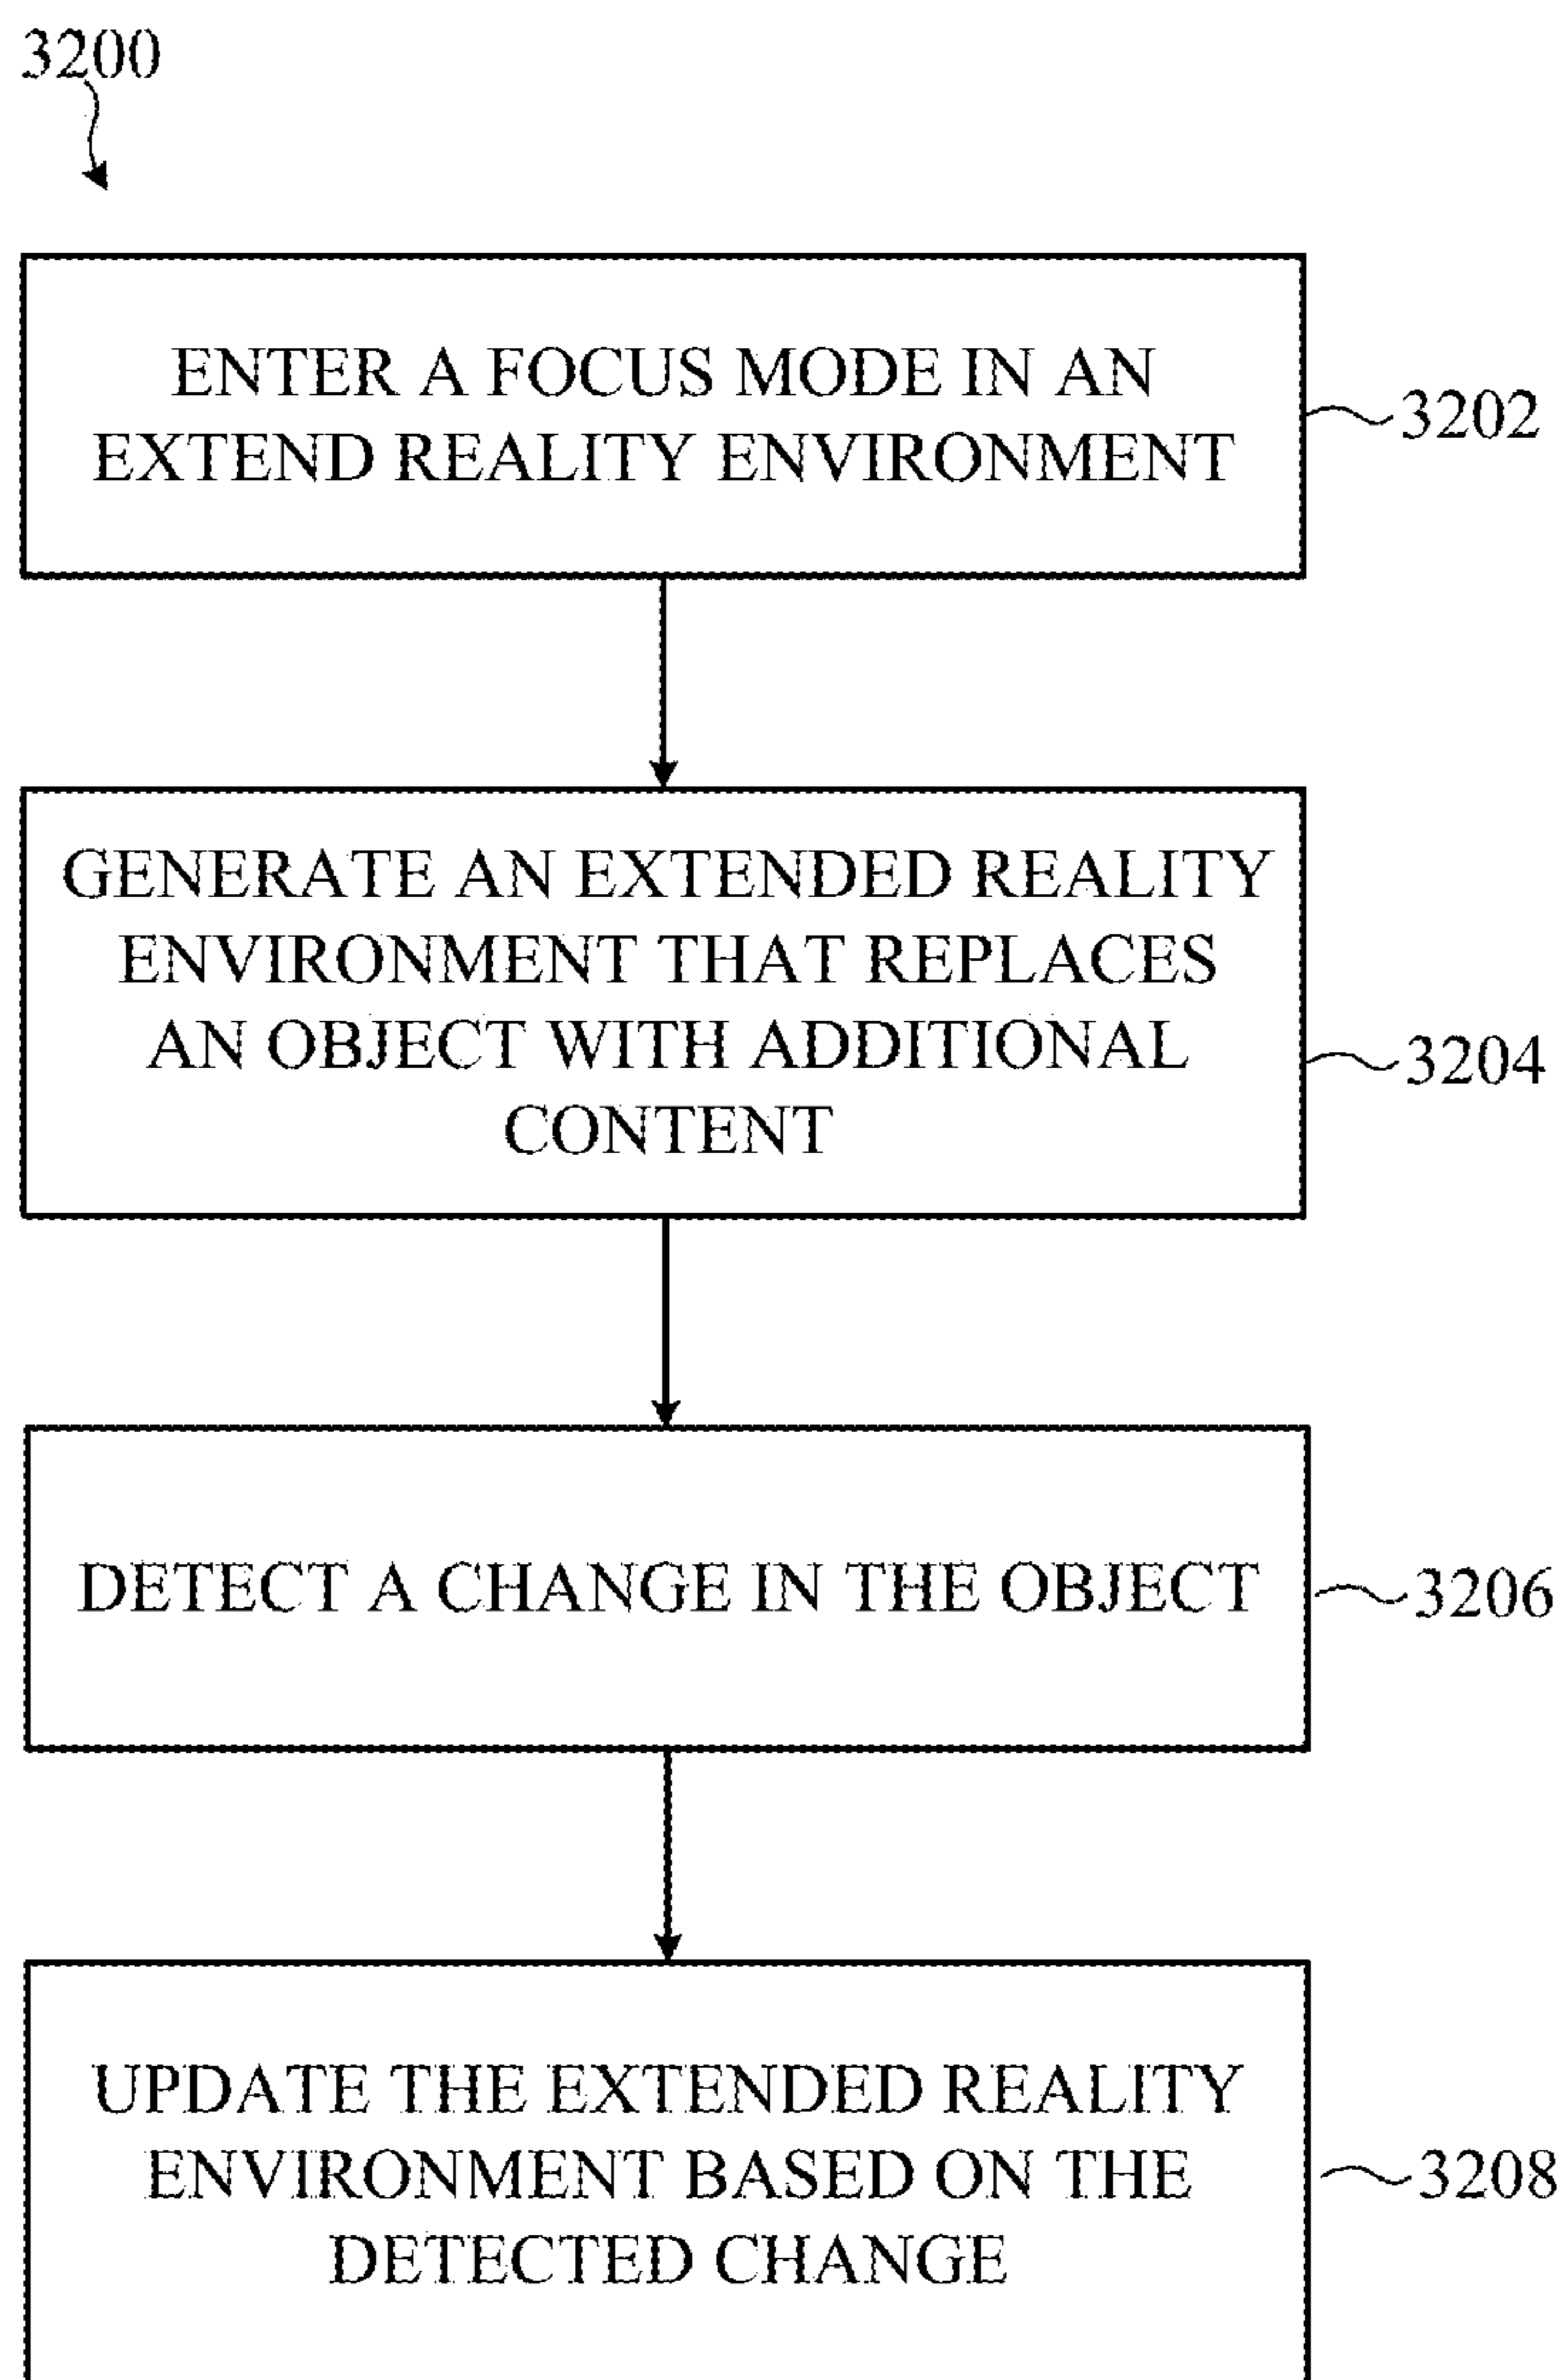 3200
ENTER A FOCUS MODE IN AN
EXTEND REALITY ENVIRONMENT
3202
GENERATE AN EXTENDED REALITY
ENVIRONMENT THAT REPLACES
AN OBJECT WITH ADDITIONAL
CONTENT
3204
DETECT A CHANGE IN THE OBJECT
3206
UPDATE THE EXTENDED REALITY
ENVIRONMENT BASED ON THE
DETECTED CHANGE
3208